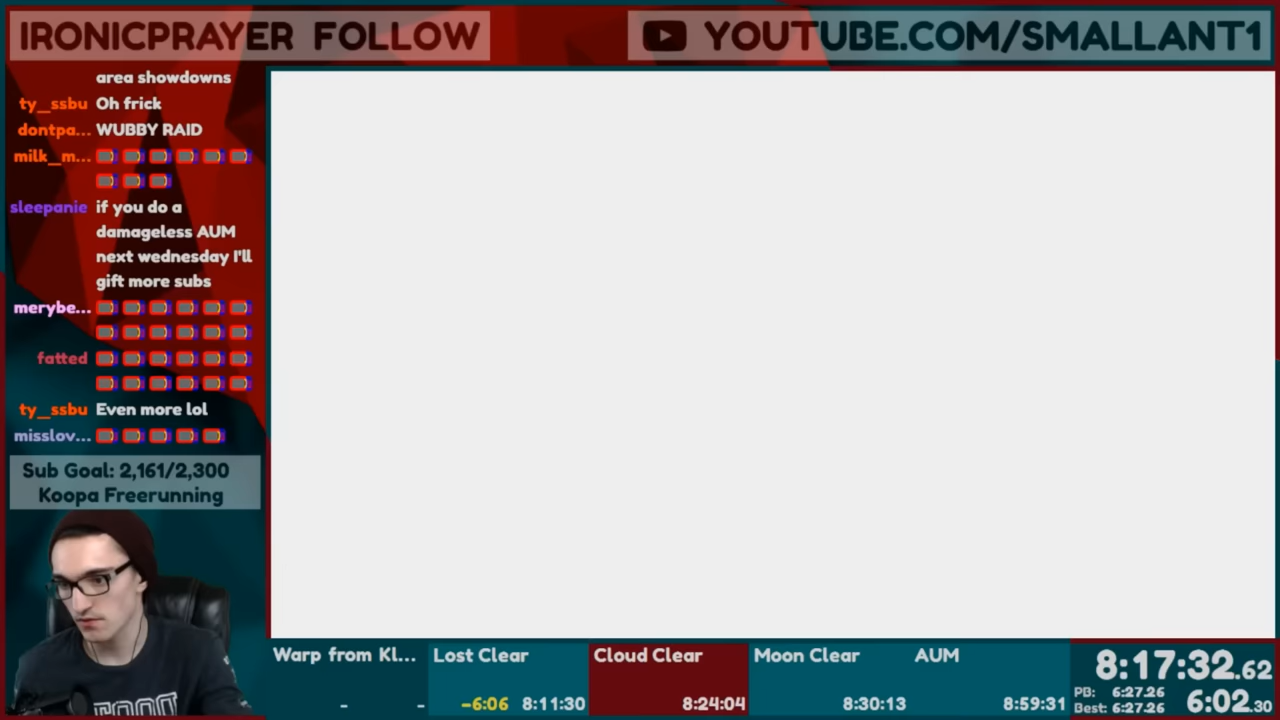 IRONICPRAYER FOLLOW
YOUTUBE.COM/SMALLANT1
area showdowns
ty_ssbu Oh frick
dontpa... WUBBY RAID
milk_m...
sleepanie if you do a
damageless AUM
next wednesday I'll
gift more subs
merybe...
fatted
ty_ssbu Even more lol
misslov...
Sub Goal: 2,161/2,300
Koopa Freerunning
Warp from Kl... Lost Clear Cloud Clear Moon Clear AUM
- - -6:06 8:11:30 8:24:04 8:30:13 8:59:31
8:17:32.62
PB: 6:27.26
Best: 6:27.26
6:02.30